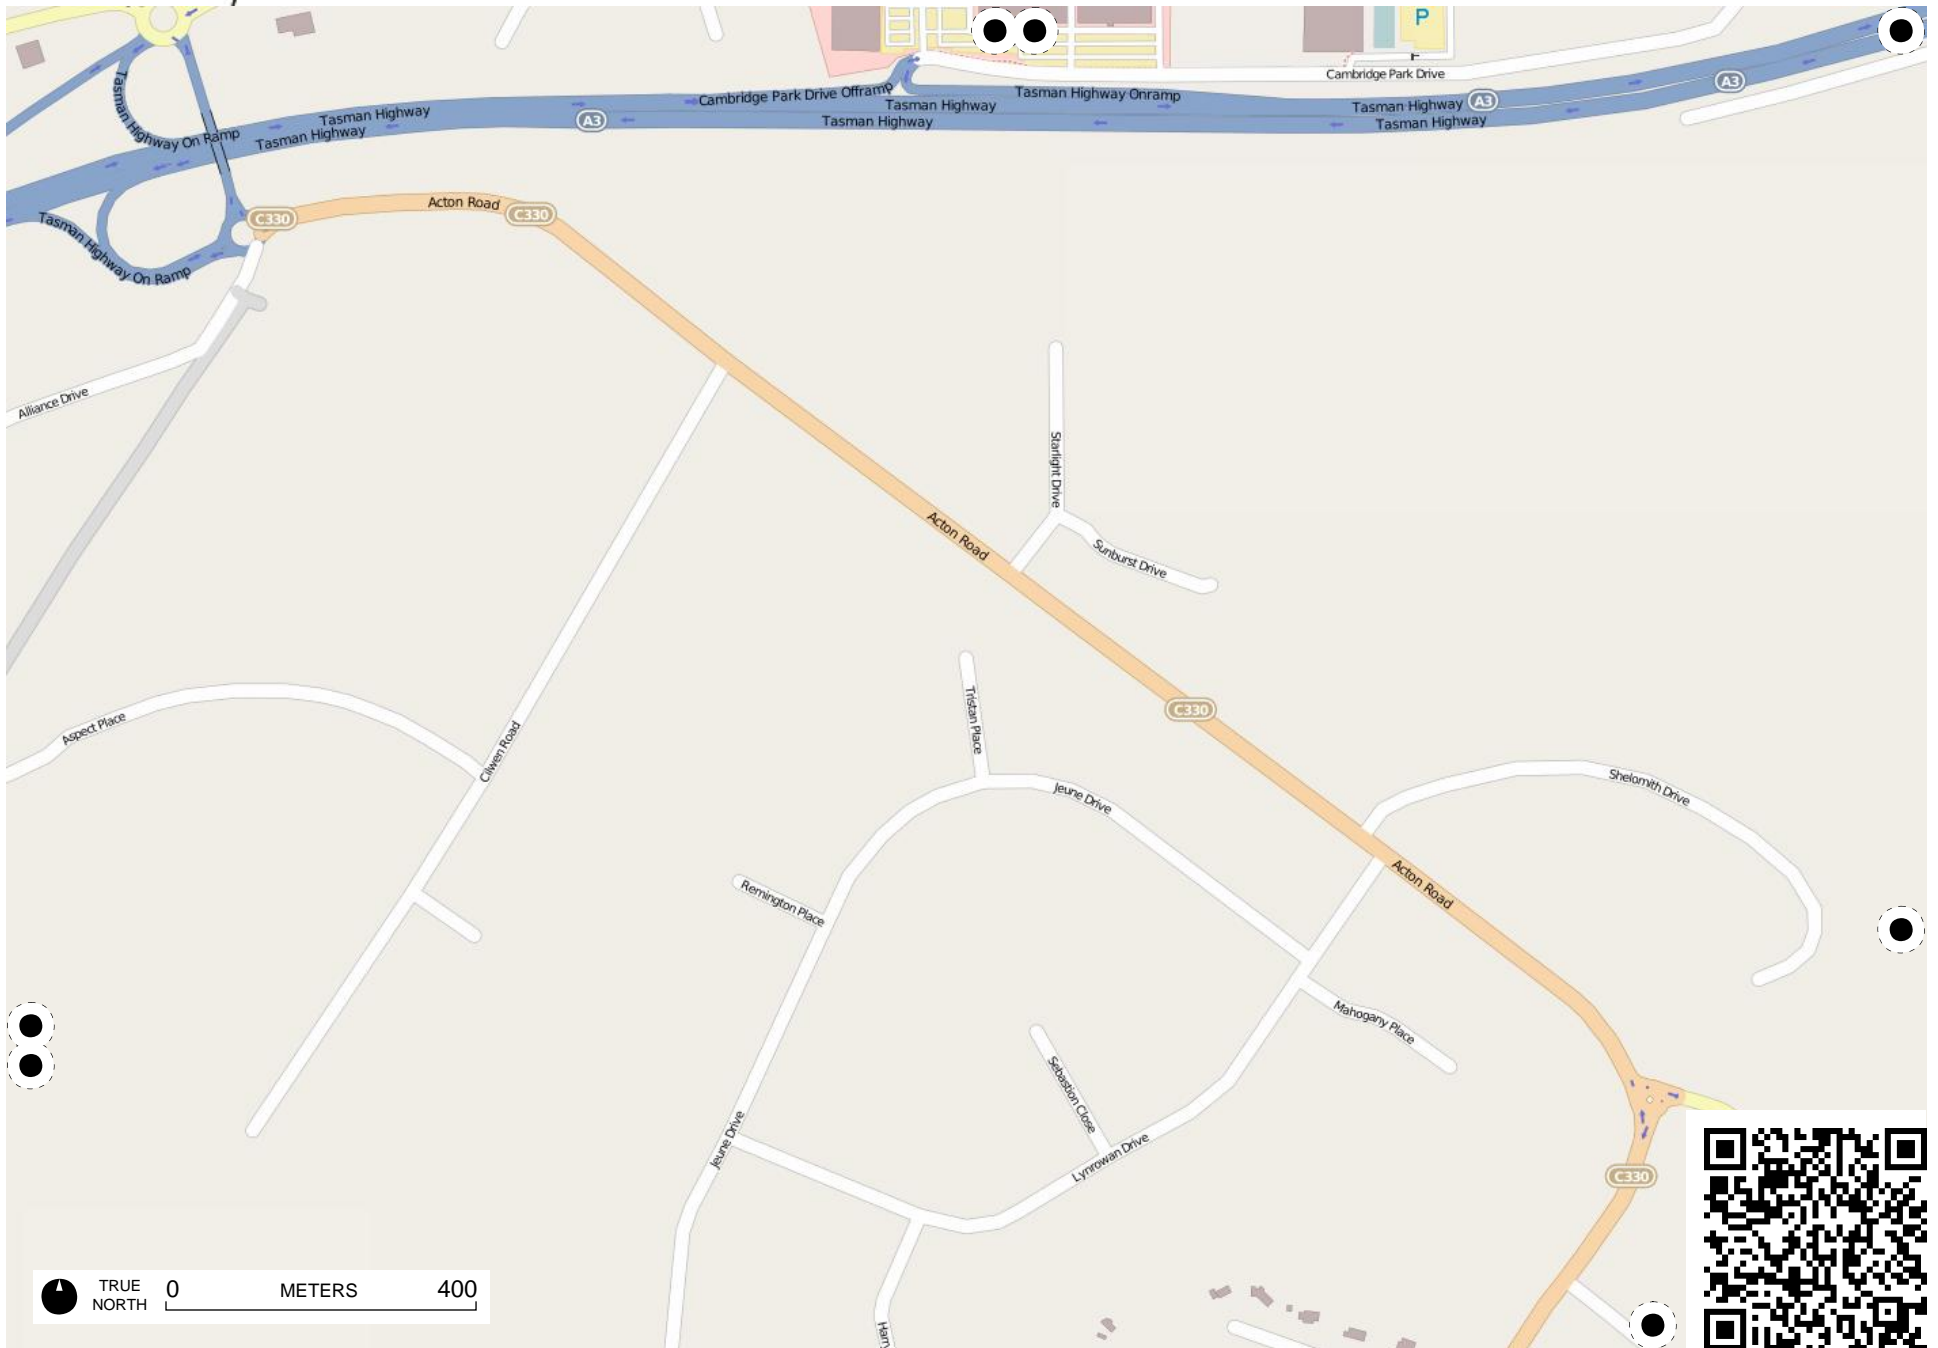 P
Cambridge Park Drive
A3
Cambridge Park Drive Offramp
Tasman Highway Onramp
Tasman Highway
Tasman Highway
Tasman Highway
A3
Tasman Highway
Tasman Highway
A3
Tasman Highway
Tasman Highway
Tasman Highway On Ramp
Acton Road
C330
C330
Tasman Highway On Ramp
Alliance Drive
Starlight Drive
Acton Road
Sunburst Drive
C330
Tristan Place
Aspect Place
Cilwen Road
Jeune Drive
Shelomith Drive
Acton Road
Remington Place
Mahogany Place
Sebastion Close
Jeune Drive
Lynrowan Drive
C330
TRUE
NORTH
0 METERS 400